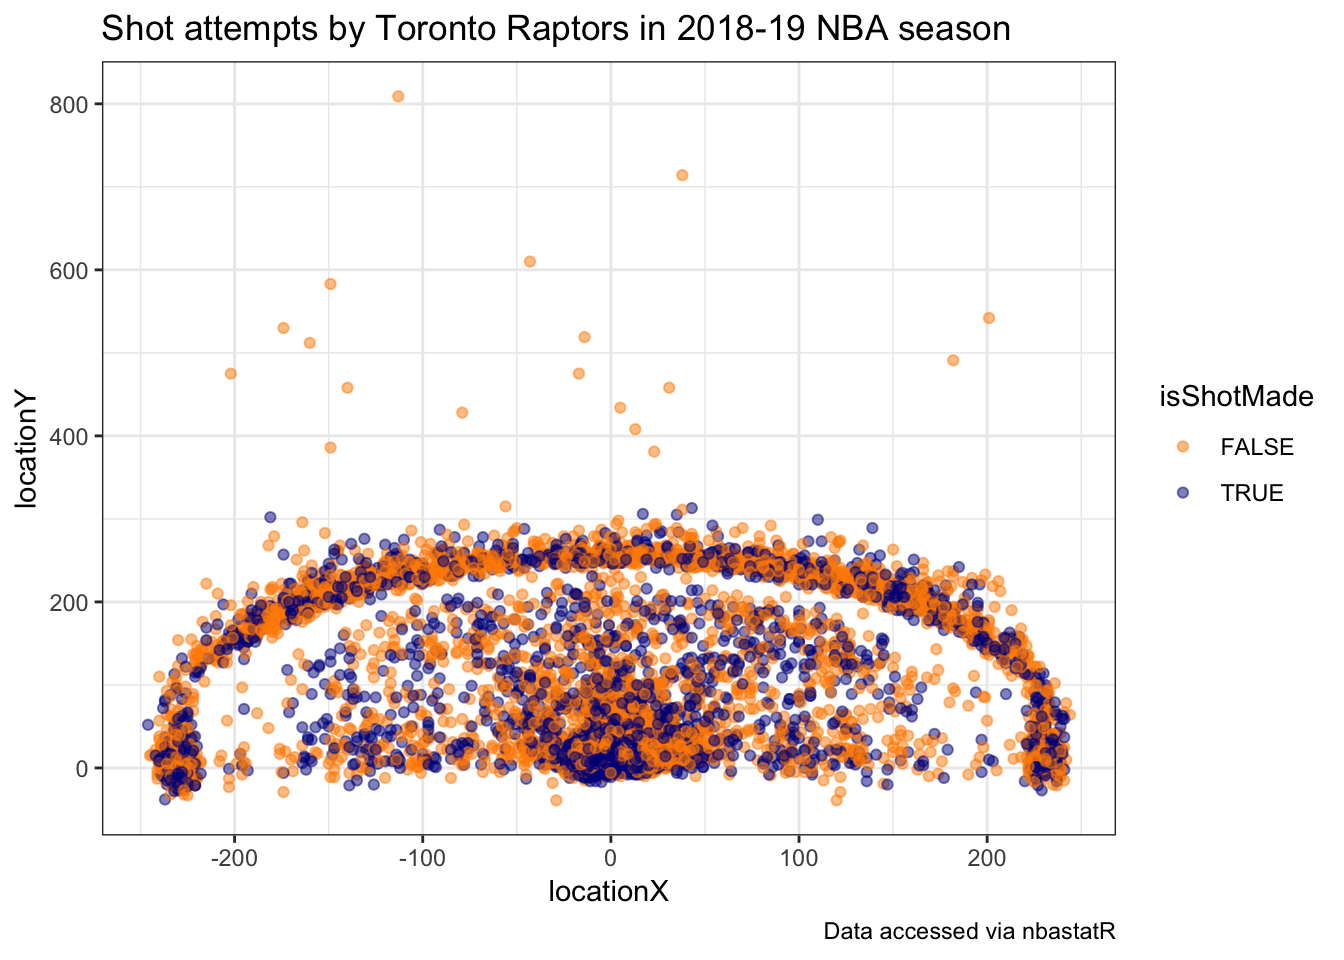 Shot attempts by Toronto Raptors in 2018-19 NBA season
800
600
400
200
0
locationY
-200
-100
0
100
200
locationX
isShotMade
FALSE
TRUE
Data accessed via nbastatR